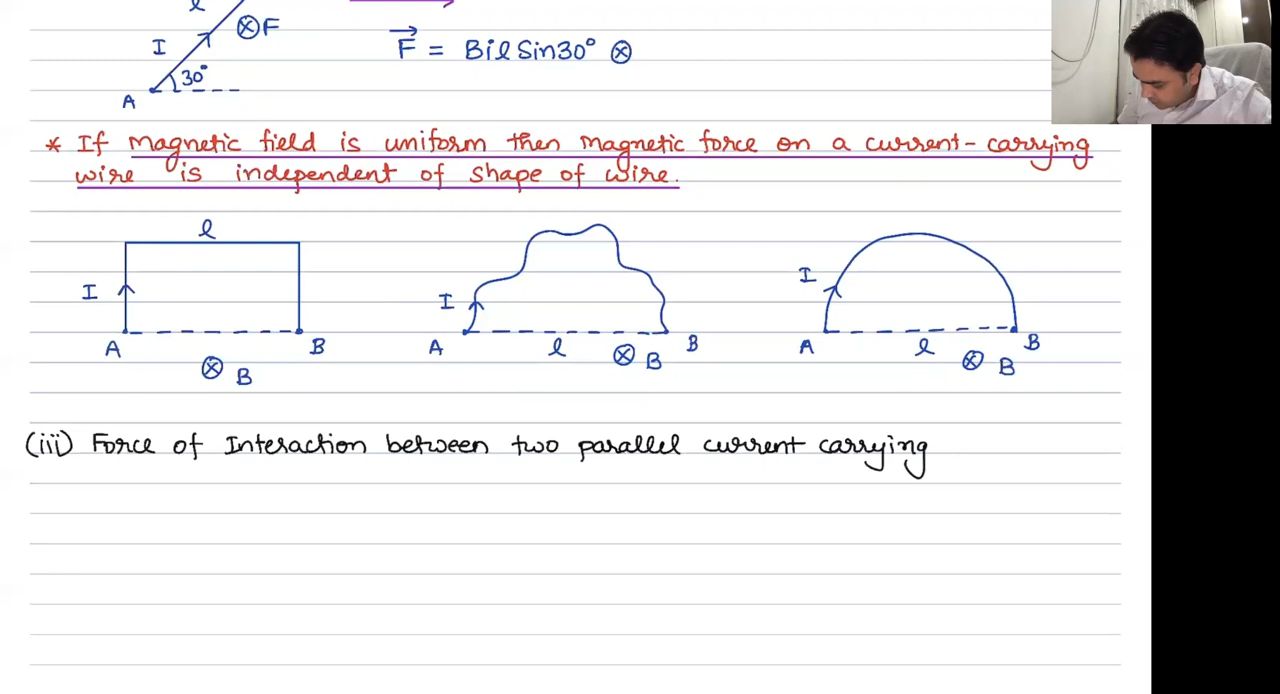 l
I
⊗F
30°
A
F = Bil Sin30° ⊗
* If magnetic field is uniform then magnetic force on a current-carrying
wire is independent of shape of wire.
l
I
A
B
⊗ B
I
A
l
⊗ B
B
I
A
l
⊗ B
B
(iii) Force of Interaction between two parallel current carrying